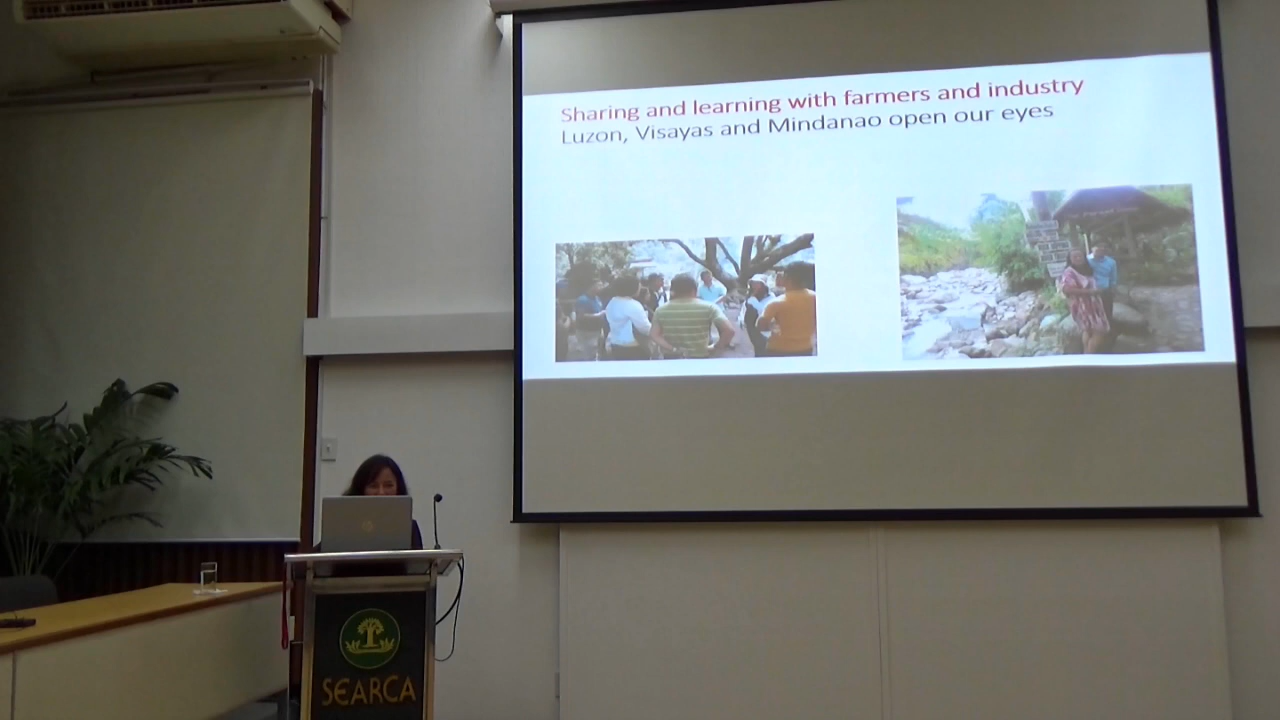 Sharing and learning with farmers and industry
Luzon, Visayas and Mindanao open our eyes
SEARCA